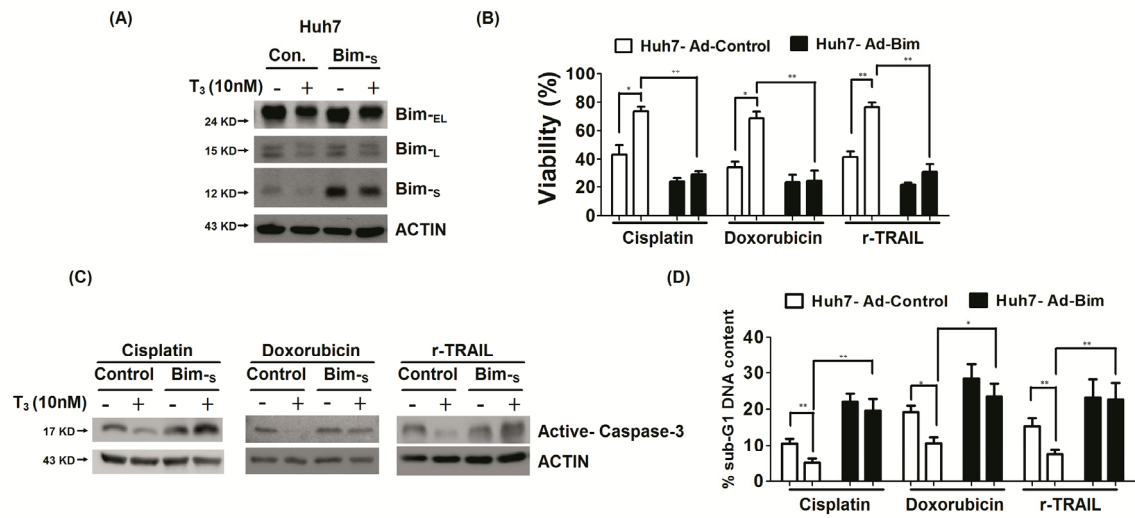 (A)
Huh7
Con. Bim-S
T3 (10nM) - + - +
24 KD Bim-EL
15 KD Bim-L
12 KD Bim-S
43 KD ACTIN
(B)
Huh7- Ad-Control Huh7- Ad-Bim
Viability (%)
100
80
60
40
20
0
* ** * ** ** **
Cisplatin Doxorubicin r-TRAIL
(C)
Cisplatin Doxorubicin r-TRAIL
Control Bim-S Control Bim-S Control Bim-S
T3 (10nM) - + - + - + - + - + - +
17 KD Active- Caspase-3
43 KD ACTIN
(D)
Huh7- Ad-Control Huh7- Ad-Bim
% sub-G1 DNA content
40
30
20
10
0
** ** * * ** **
Cisplatin Doxorubicin r-TRAIL